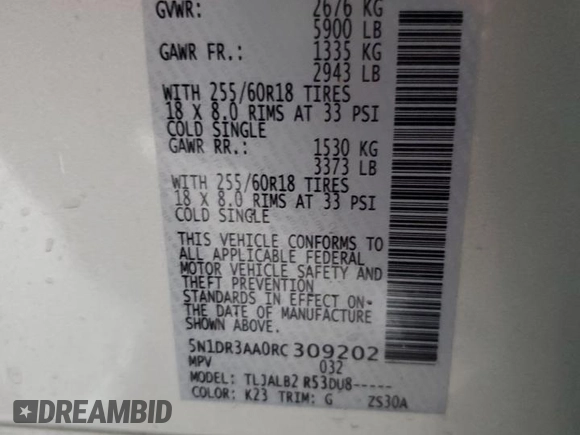 GVWR: 2676 KG
5900 LB
GAWR FR.: 1335 KG
2943 LB
WITH 255/60R18 TIRES
18 X 8.0 RIMS AT 33 PSI
COLD SINGLE
GAWR RR.: 1530 KG
3373 LB
WITH 255/60R18 TIRES
18 X 8.0 RIMS AT 33 PSI
COLD SINGLE
THIS VEHICLE CONFORMS TO
ALL APPLICABLE FEDERAL
MOTOR VEHICLE SAFETY AND
THEFT PREVENTION
STANDARDS IN EFFECT ON-
THE DATE OF MANUFACTURE
SHOWN ABOVE.
5N1DR3AA0RC309202
MPV 032
MODEL: TLJALB2 R53DU8-----
COLOR: K23 TRIM: G ZS30A
DREAMBID.COM